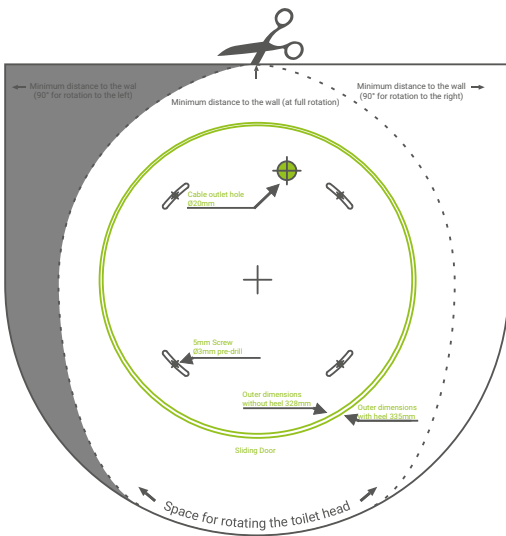 Minimum distance to the wal
(90° for rotation to the left)
Minimum distance to the wall
(90° for rotation to the right)
Minimum distance to the wall (at full rotation)
Cable outlet hole
Ø20mm
5mm Screw
Ø3mm pre-drill
Outer dimensions
without heel 328mm
Outer dimensions
with heel 335mm
Sliding Door
Space for rotating the toilet head